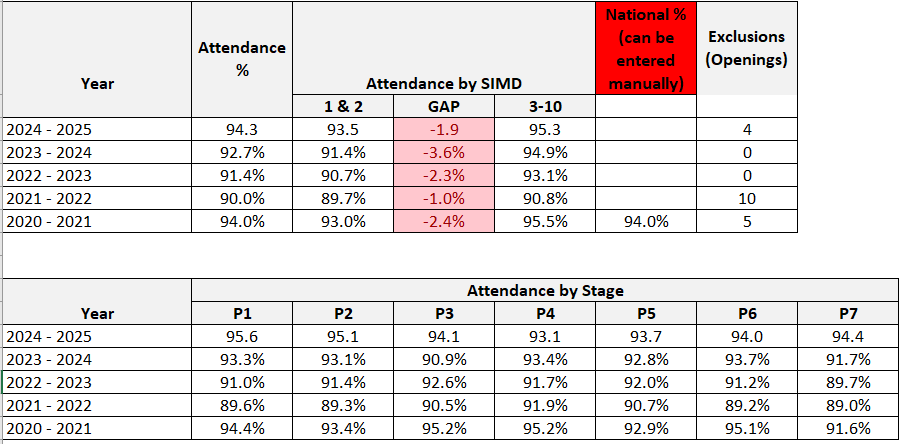 Year Attendance % Attendance by SIMD National % (can be entered manually) Exclusions (Openings)
1 & 2 GAP 3-10
2024 - 2025 94.3 93.5 -1.9 95.3 4
2023 - 2024 92.7% 91.4% -3.6% 94.9% 0
2022 - 2023 91.4% 90.7% -2.3% 93.1% 0
2021 - 2022 90.0% 89.7% -1.0% 90.8% 10
2020 - 2021 94.0% 93.0% -2.4% 95.5% 94.0% 5
Attendance by Stage
Year P1 P2 P3 P4 P5 P6 P7
2024 - 2025 95.6 95.1 94.1 93.1 93.7 94.0 94.4
2023 - 2024 93.3% 93.1% 90.9% 93.4% 92.8% 93.7% 91.7%
2022 - 2023 91.0% 91.4% 92.6% 91.7% 92.0% 91.2% 89.7%
2021 - 2022 89.6% 89.3% 90.5% 91.9% 90.7% 89.2% 89.0%
2020 - 2021 94.4% 93.4% 95.2% 95.2% 92.9% 95.1% 91.6%